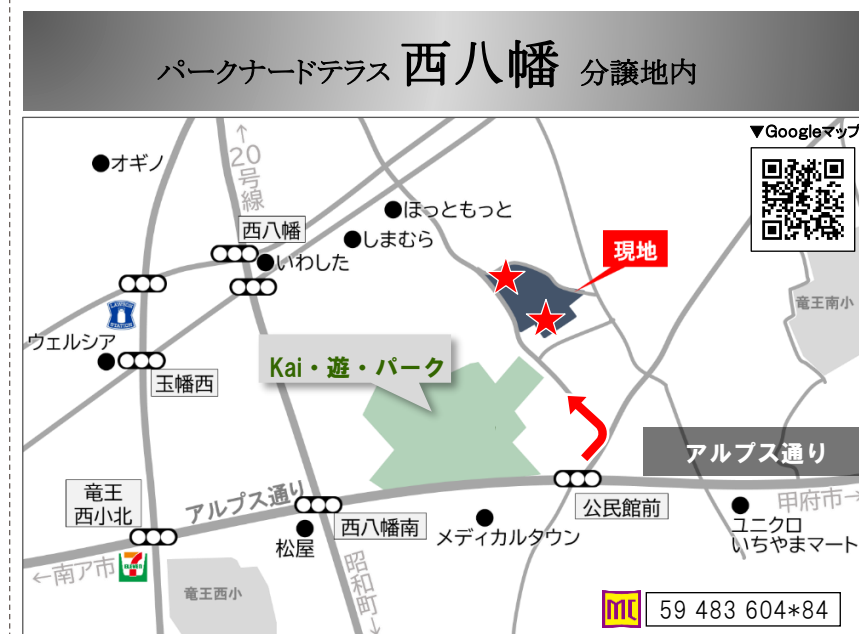 パークナードテラス 西八幡 分譲地内
▼Googleマップ
↑
20号線
オギノ
西八幡
ほっともっと
しまむら
いわした
現地
竜王南小
LAWSON
STATION
ウェルシア
玉幡西
Kai・遊・パーク
アルプス通り
竜王
西小北
アルプス通り
西八幡南
公民館前
甲府市→
松屋
メディカルタウン
ユニクロ
いちやまマート
←南ア市
7
ELEVEn
竜王西小
昭和町→
MC
59 483 604*84